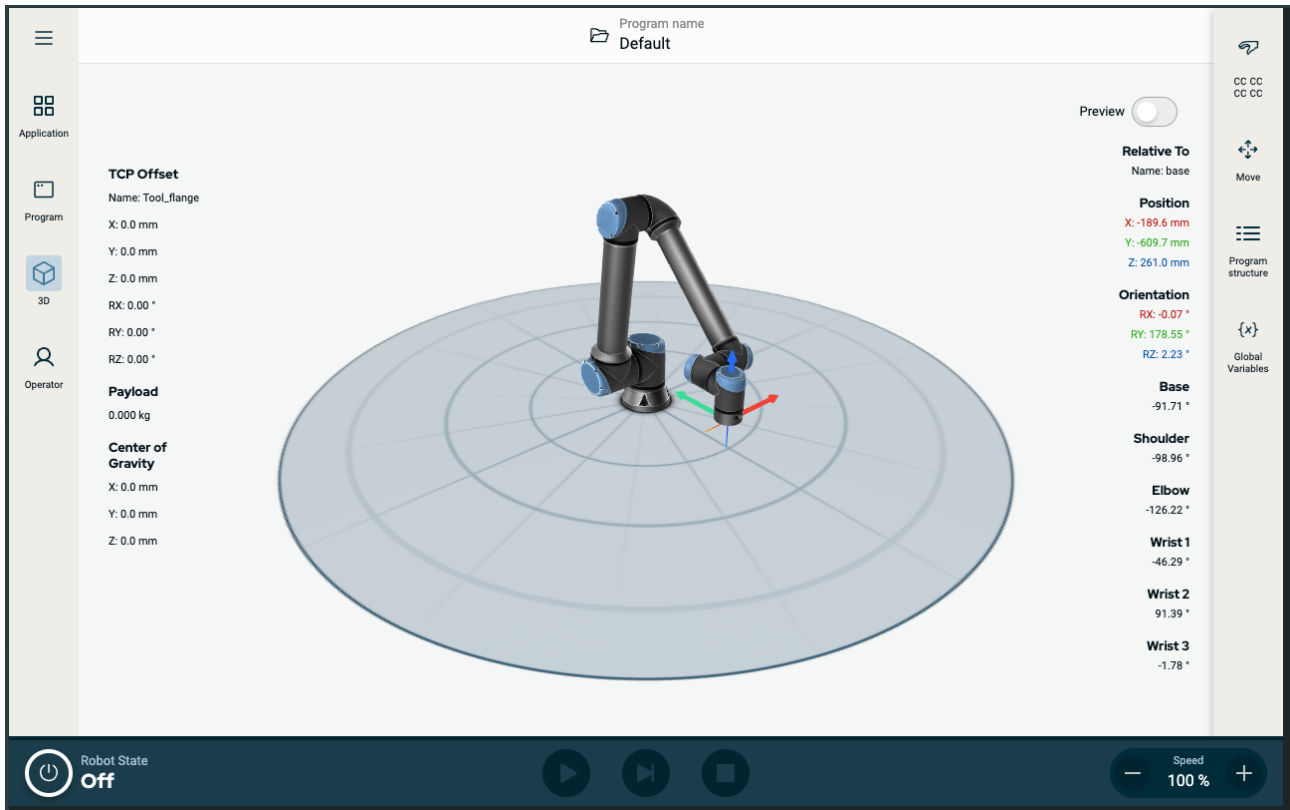 Program name
Default
Application
Program
3D
Operator
TCP Offset
Name: Tool_flange
X: 0.0 mm
Y: 0.0 mm
Z: 0.0 mm
RX: 0.00 °
RY: 0.00 °
RZ: 0.00 °
Payload
0.000 kg
Center of
Gravity
X: 0.0 mm
Y: 0.0 mm
Z: 0.0 mm
Preview
Relative To
Name: base
Position
X: -189.6 mm
Y: -609.7 mm
Z: 261.0 mm
Orientation
RX: -0.07 °
RY: 178.55 °
RZ: 2.23 °
Base
-91.71 °
Shoulder
-98.96 °
Elbow
-126.22 °
Wrist 1
-46.29 °
Wrist 2
91.39 °
Wrist 3
-1.78 °
CC CC
CC CC
Move
Program
structure
{x}
Global
Variables
Robot State
Off
Speed
100 %